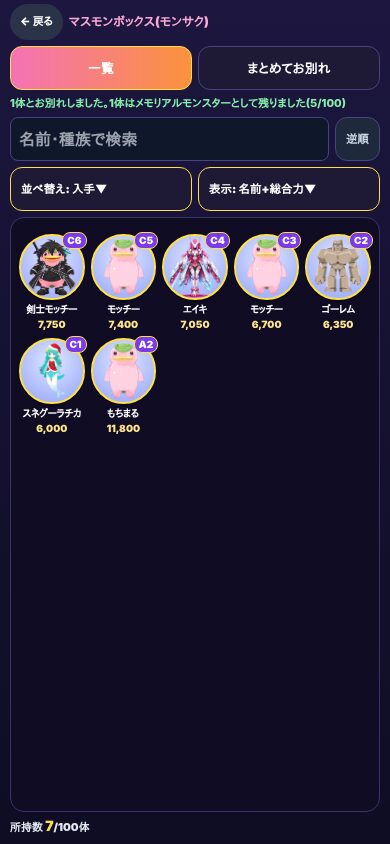 ← 戻る マスモンボックス(モンサク)
一覧 まとめてお別れ
1体とお別れしました。1体はメモリアルモンスターとして残りました(5/100)
名前・種族で検索 逆順
並べ替え: 入手▼ 表示: 名前+総合力▼
C6 C5 C4 C3 C2
剣士モッチー モッチー エイキ モッチー ゴーレム
7,750 7,400 7,050 6,700 6,350
C1 A2
スネグーラチカ もちまる
6,000 11,800
所持数 7/100体